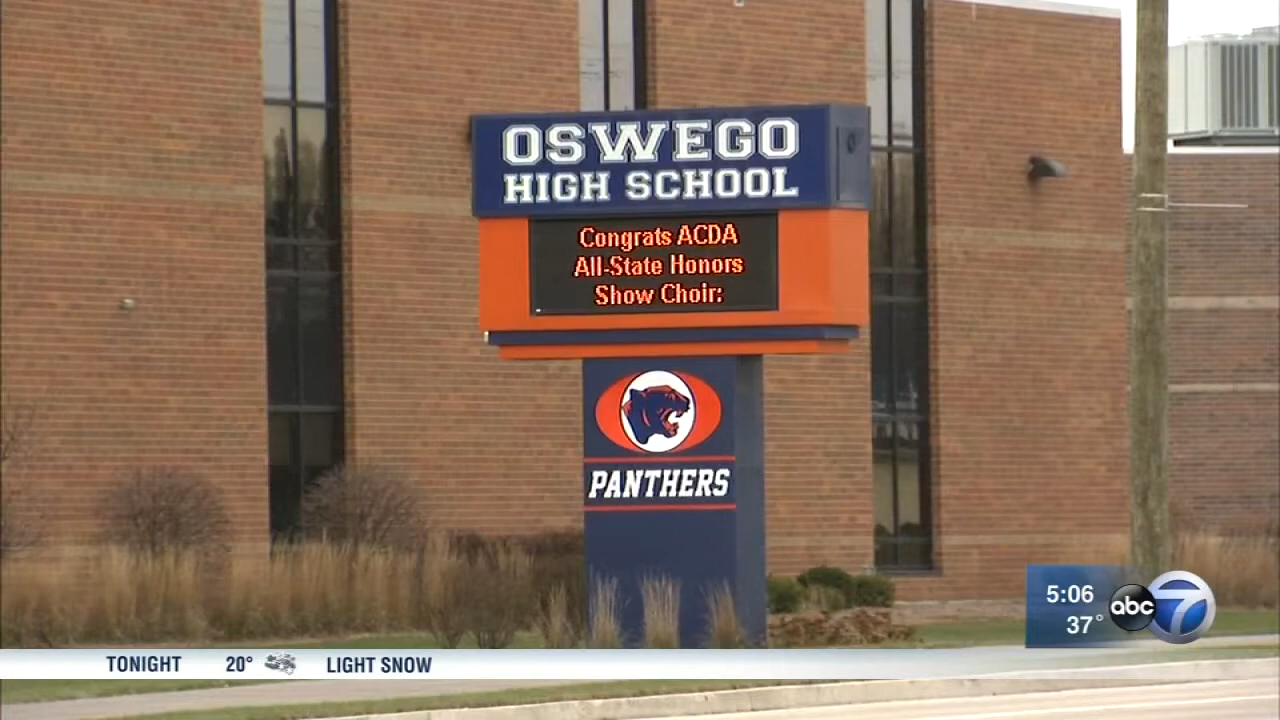 OSWEGO
HIGH SCHOOL
Congrats ACDA
All-State Honors
Show Choir:
PANTHERS
5:06
37°
abc 7
TONIGHT 20° LIGHT SNOW